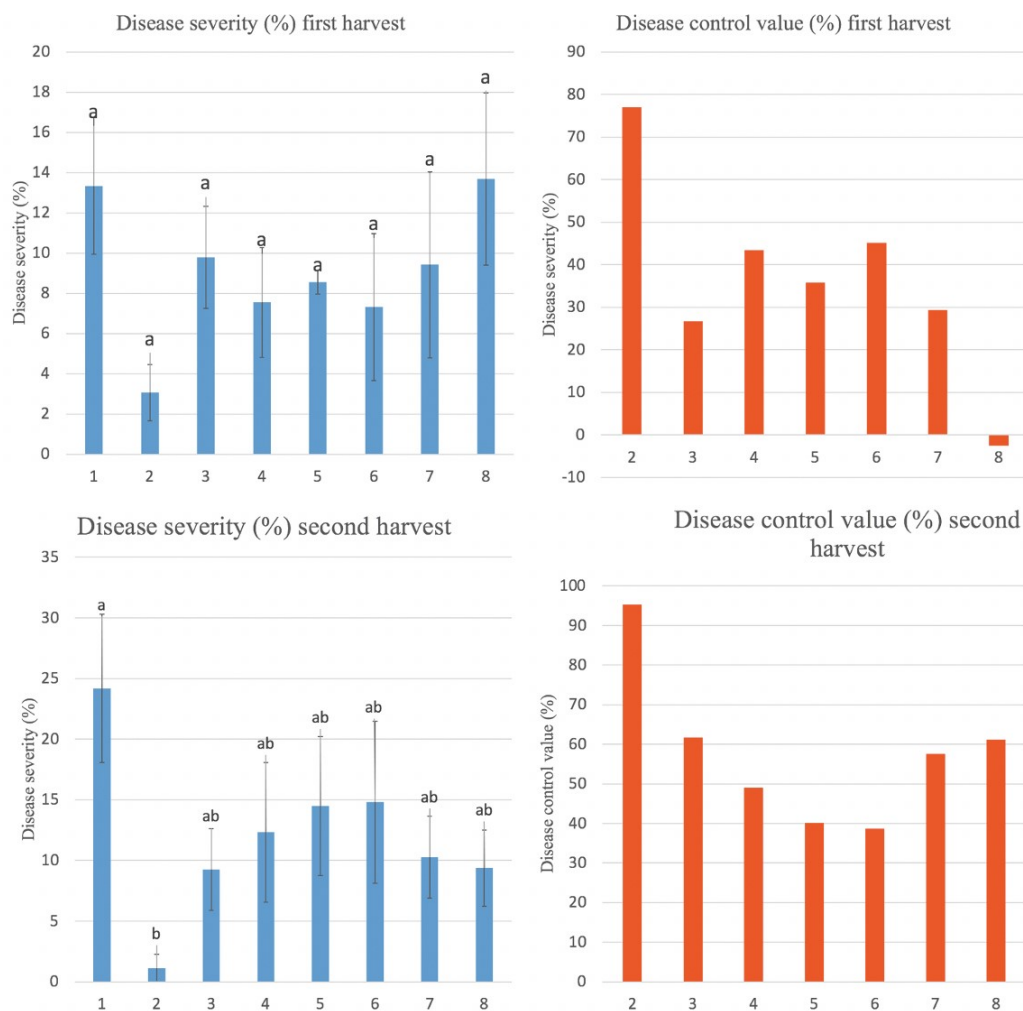 Disease severity (%) first harvest
20
18
16
14
12
10
8
6
4
2
0
Disease severity (%)
a
a
a
a
a
a
a
a
1 2 3 4 5 6 7 8
Disease control value (%) first harvest
90
80
70
60
50
40
30
20
10
0
-10
Disease severity (%)
2 3 4 5 6 7 8
Disease severity (%) second harvest
35
30
25
20
15
10
5
0
Disease severity (%)
a
b
ab
ab
ab
ab
ab
ab
1 2 3 4 5 6 7 8
Disease control value (%) second
harvest
100
90
80
70
60
50
40
30
20
10
0
Disease control value (%)
2 3 4 5 6 7 8